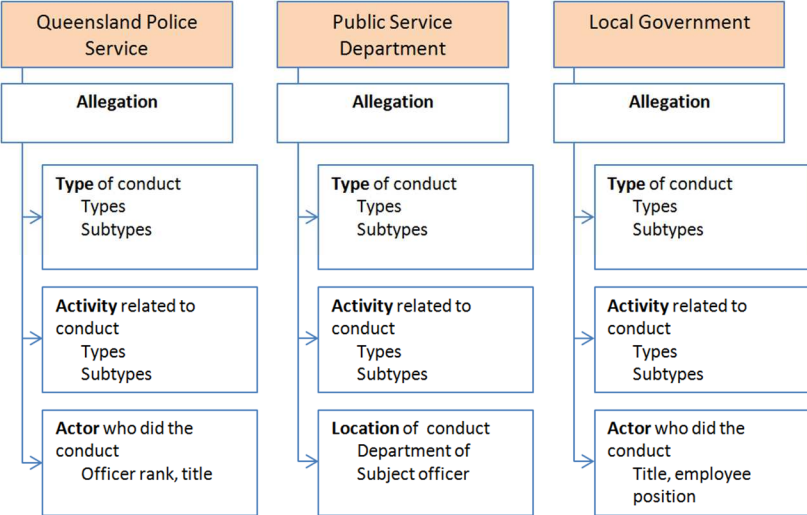 Queensland Police
Service
Allegation
Type of conduct
Types
Subtypes
Activity related to
conduct
Types
Subtypes
Actor who did the
conduct
Officer rank, title
Public Service
Department
Allegation
Type of conduct
Types
Subtypes
Activity related to
conduct
Types
Subtypes
Location of conduct
Department of
Subject officer
Local Government
Allegation
Type of conduct
Types
Subtypes
Activity related to
conduct
Types
Subtypes
Actor who did the
conduct
Title, employee
position